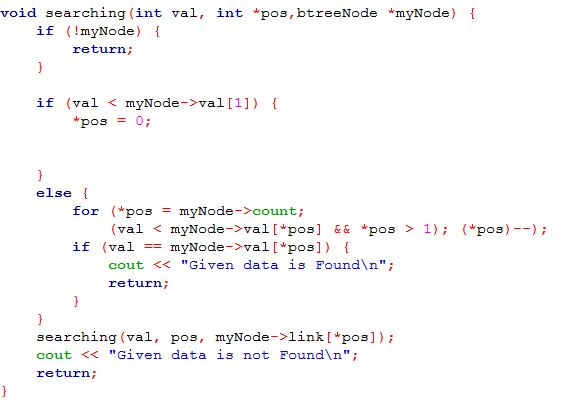 void searching(int val, int *pos,btreeNode *myNode) {
    if (!myNode) {
        return;
    }

    if (val < myNode->val[1]) {
        *pos = 0;


    }
    else {
        for (*pos = myNode->count;
            (val < myNode->val[*pos] && *pos > 1); (*pos)--);
        if (val == myNode->val[*pos]) {
            cout << "Given data is Found\n";
            return;
        }
    }
    searching(val, pos, myNode->link[*pos]);
    cout << "Given data is not Found\n";
    return;
}